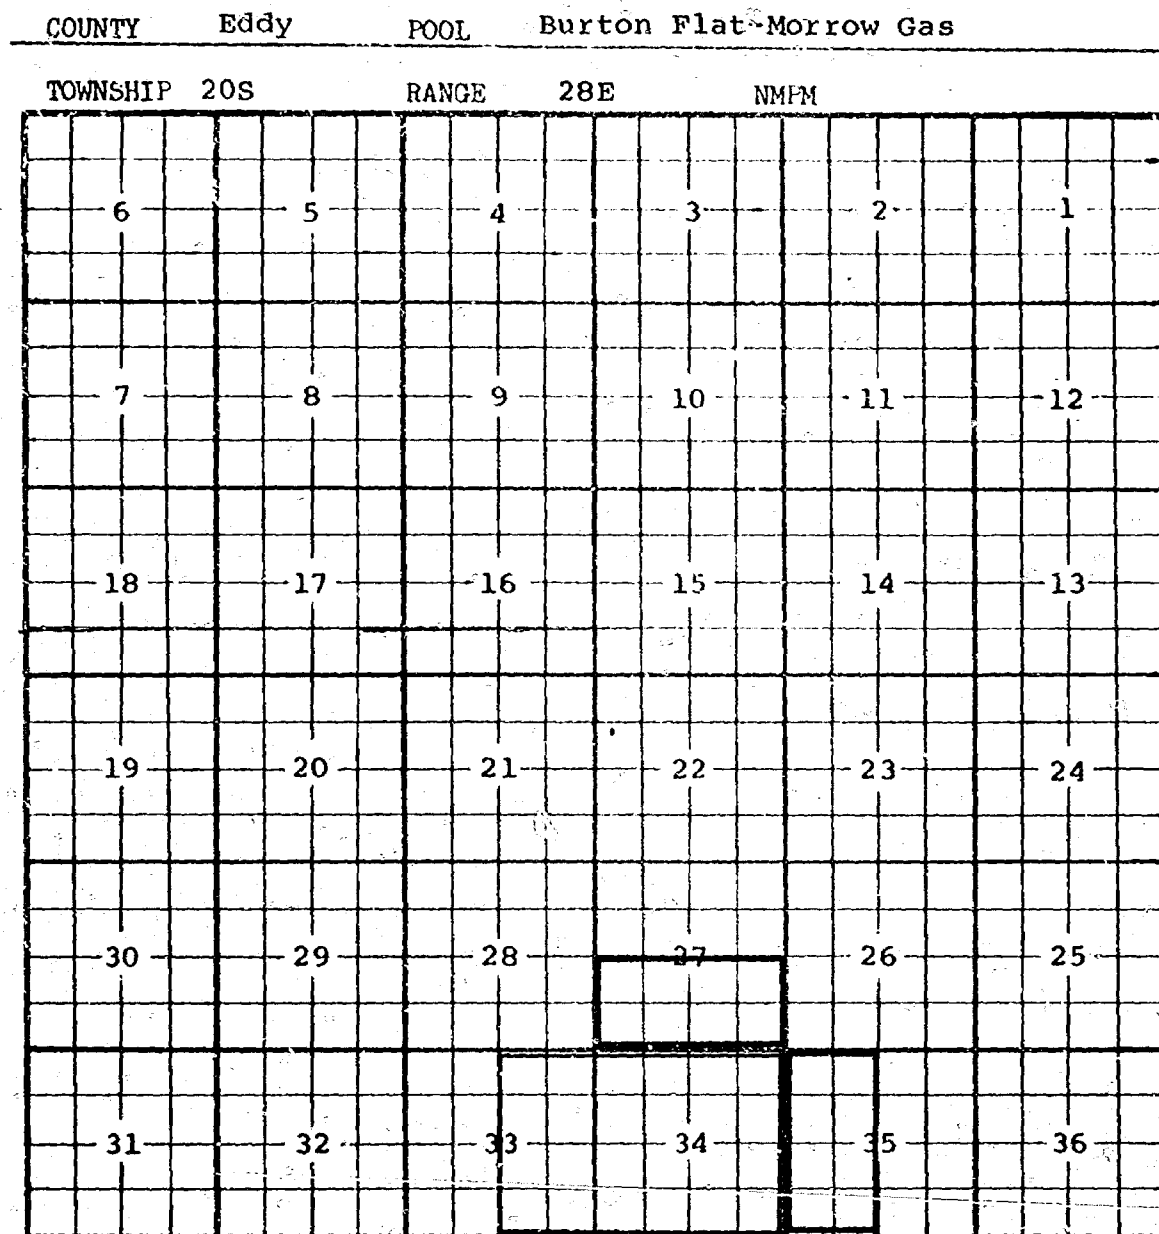 COUNTY Eddy POOL Burton Flat-Morrow Gas
TOWNSHIP 20S RANGE 28E NMPM
6 5 4 3 2 1
7 8 9 10 11 12
18 17 16 15 14 13
19 20 21 22 23 24
30 29 28 27 26 25
31 32 33 34 35 36